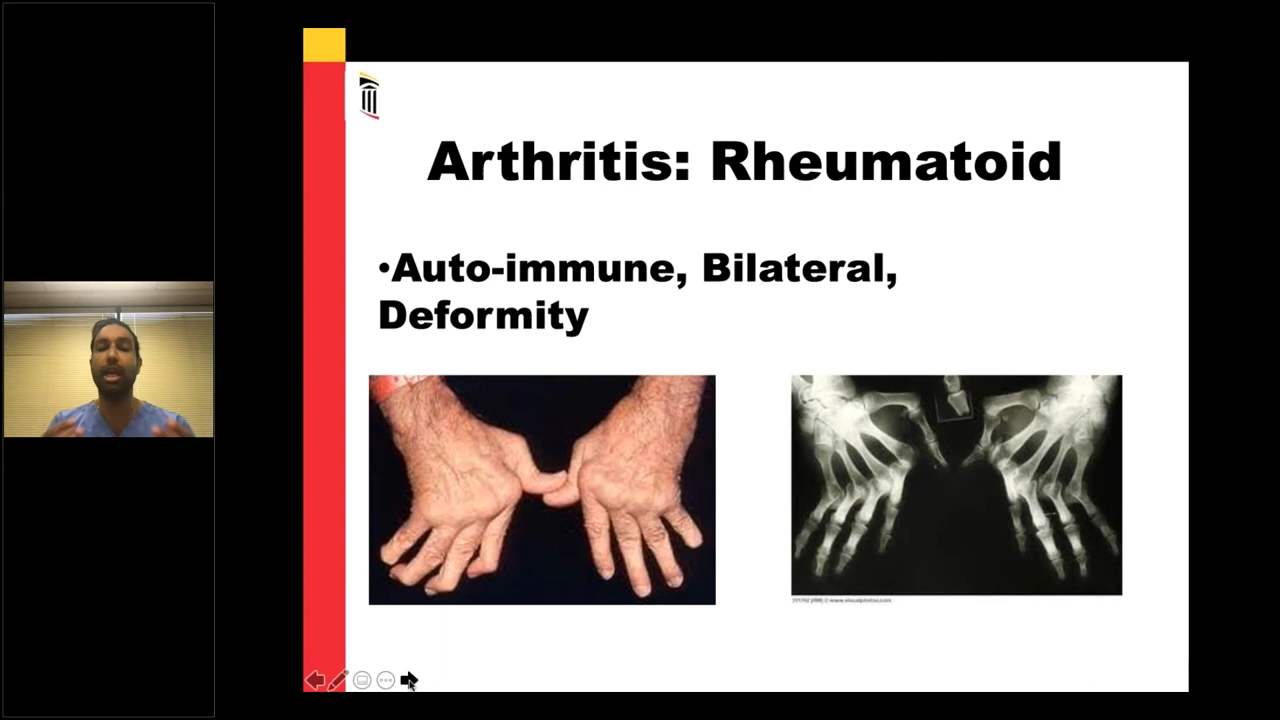 Arthritis: Rheumatoid
•Auto-immune, Bilateral,
Deformity